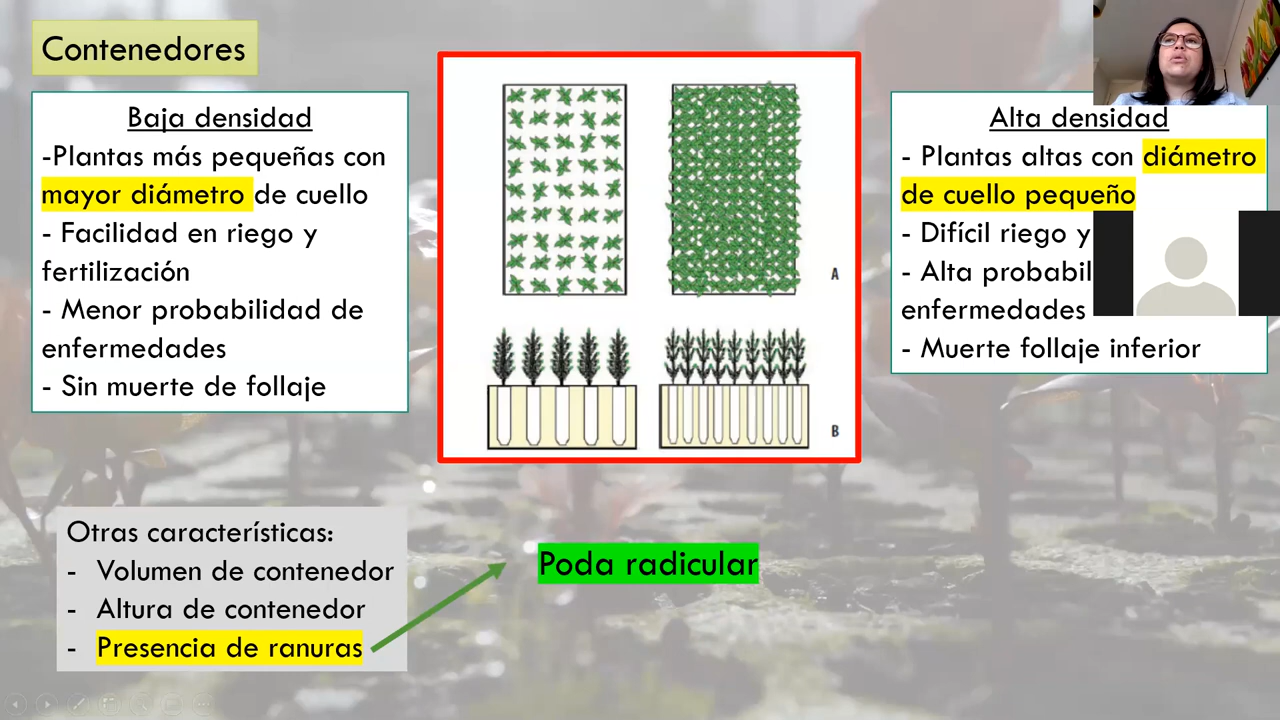 Contenedores
Baja densidad
-Plantas más pequeñas con
mayor diámetro de cuello
- Facilidad en riego y
fertilización
- Menor probabilidad de
enfermedades
- Sin muerte de follaje
A
B
Alta densidad
- Plantas altas con diámetro
de cuello pequeño
- Difícil riego y
- Alta
enfermedades
- Muerte follaje inferior
Otras características:
- Volumen de contenedor
- Altura de contenedor
- Presencia de ranuras
Poda radicular